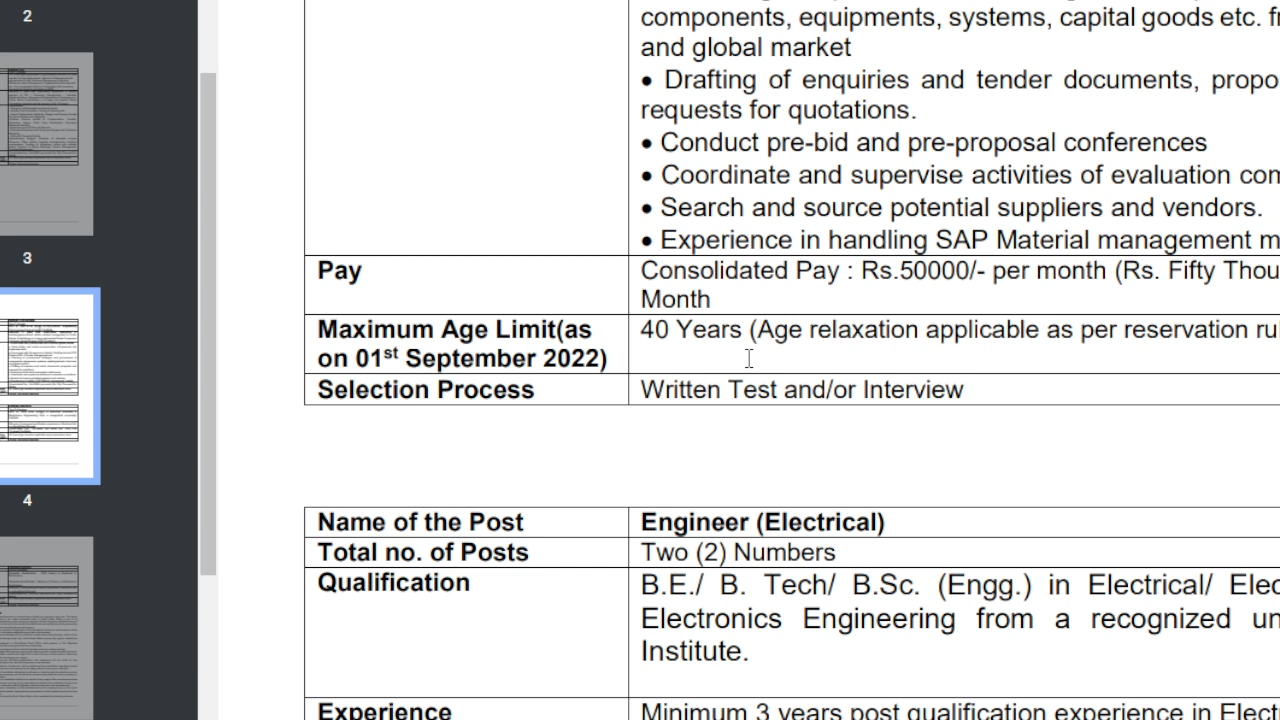 2
components, equipments, systems, capital goods etc.
and global market
• Drafting of enquiries and tender documents,
requests for quotations.
• Conduct pre-bid and pre-proposal conferences
• Coordinate and supervise activities of evaluation
• Search and source potential suppliers and vendors.
3
• Experience in handling SAP Material management
Pay
Consolidated Pay : Rs.50000/- per month (Rs. Fifty
Month
Maximum Age Limit(as
on 01st September 2022)
40 Years (Age relaxation applicable as per reservation
Selection Process
Written Test and/or Interview
4
Name of the Post
Engineer (Electrical)
Total no. of Posts
Two (2) Numbers
Qualification
B.E./ B. Tech/ B.Sc. (Engg.) in Electrical/
Electronics Engineering from a recognized
Institute.
Experience
Minimum 3 years post qualification experience in